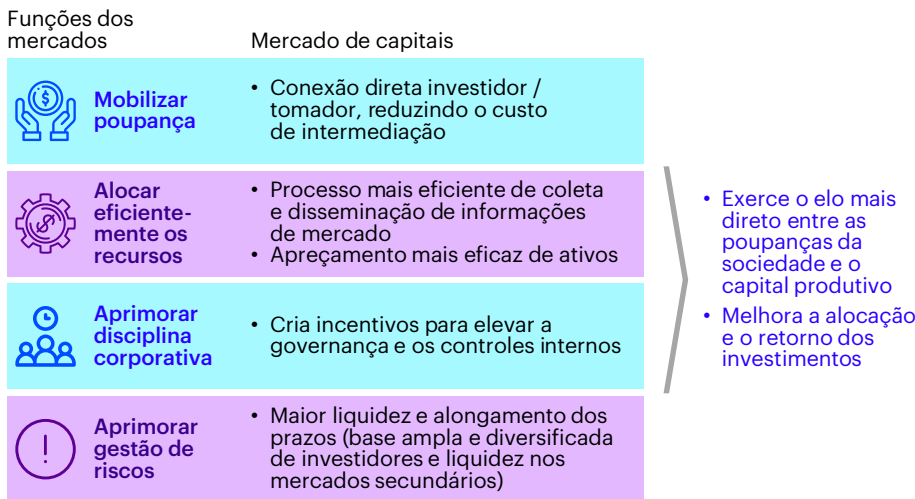 Funções dos
mercados
Mercado de capitais
Mobilizar
poupança
• Conexão direta investidor /
tomador, reduzindo o custo
de intermediação
Alocar
eficiente-
mente os
recursos
• Processo mais eficiente de coleta
e disseminação de informações
de mercado
• Apreçamento mais eficaz de ativos
Aprimorar
disciplina
corporativa
• Cria incentivos para elevar a
governança e os controles internos
Aprimorar
gestão de
riscos
• Maior liquidez e alongamento dos
prazos (base ampla e diversificada
de investidores e liquidez nos
mercados secundários)
• Exerce o elo mais
direto entre as
poupanças da
sociedade e o
capital produtivo
• Melhora a alocação
e o retorno dos
investimentos